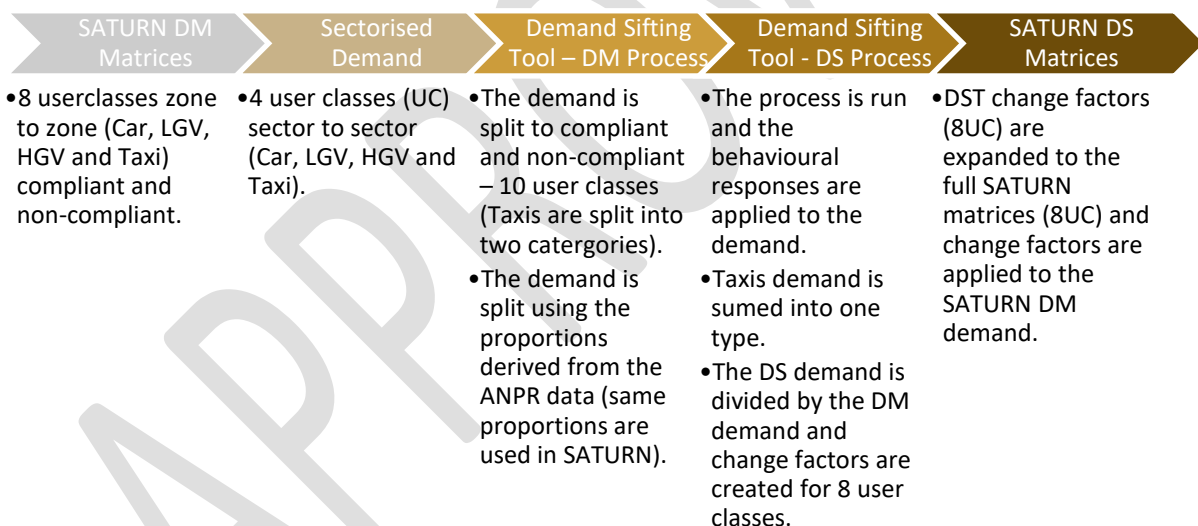 SATURN DM
Matrices
Sectorised
Demand
Demand Sifting
Tool – DM Process
Demand Sifting
Tool - DS Process
SATURN DS
Matrices
•8 userclasses zone
to zone (Car, LGV,
HGV and Taxi)
compliant and
non-compliant.
•4 user classes (UC)
sector to sector
(Car, LGV, HGV and
Taxi).
•The demand is
split to compliant
and non-compliant
– 10 user classes
(Taxis are split into
two catergories).
•The demand is
split using the
proportions
derived from the
ANPR data (same
proportions are
used in SATURN).
•The process is run
and the
behavioural
responses are
applied to the
demand.
•Taxis demand is
sumed into one
type.
•The DS demand is
divided by the DM
demand and
change factors are
created for 8 user
classes.
•DST change factors
(8UC) are
expanded to the
full SATURN
matrices (8UC) and
change factors are
applied to the
SATURN DM
demand.
APPRO